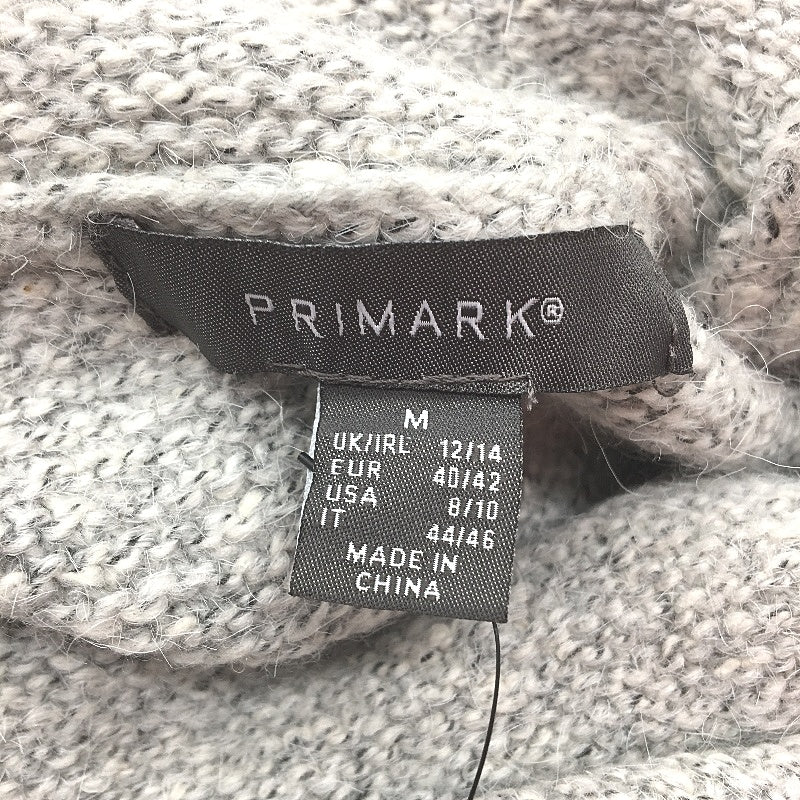 PRIMARK®
M
UK/IRL 12/14
EUR 40/42
USA 8/10
IT 44/46
MADE IN
CHINA